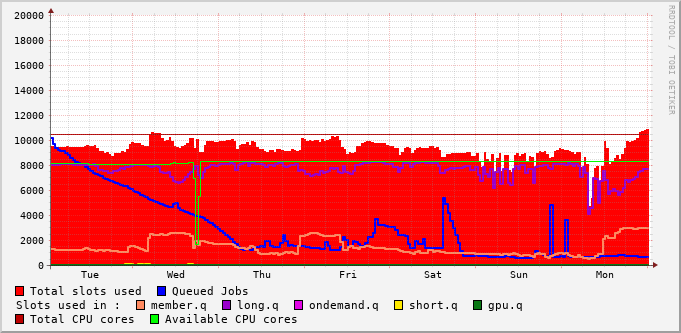 RRDTOOL / TOBI OETIKER
20000
18000
16000
14000
12000
10000
8000
6000
4000
2000
0
Tue Wed Thu Fri Sat Sun Mon
Total slots used Queued Jobs
Slots used in : member.q long.q ondemand.q short.q gpu.q
Total CPU cores Available CPU cores